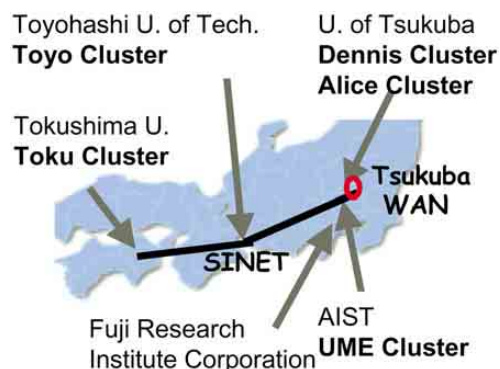 Toyohashi U. of Tech.
Toyo Cluster
U. of Tsukuba
Dennis Cluster
Alice Cluster
Tokushima U.
Toku Cluster
Tsukuba
WAN
SINET
Fuji Research
Institute Corporation
AIST
UME Cluster